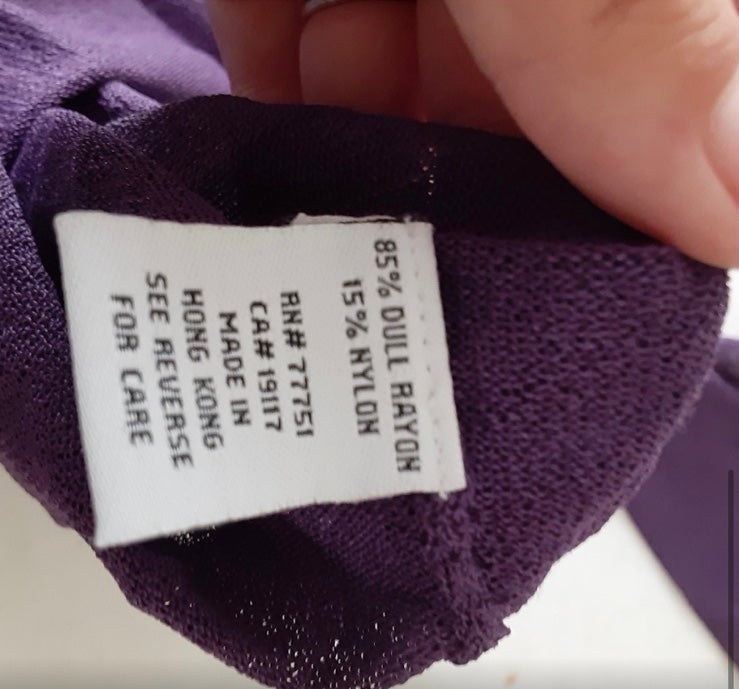 85% DULL RAYON
15% NYLON
RN# 77751
CA# 19117
MADE IN
HONG KONG
SEE REVERSE
FOR CARE